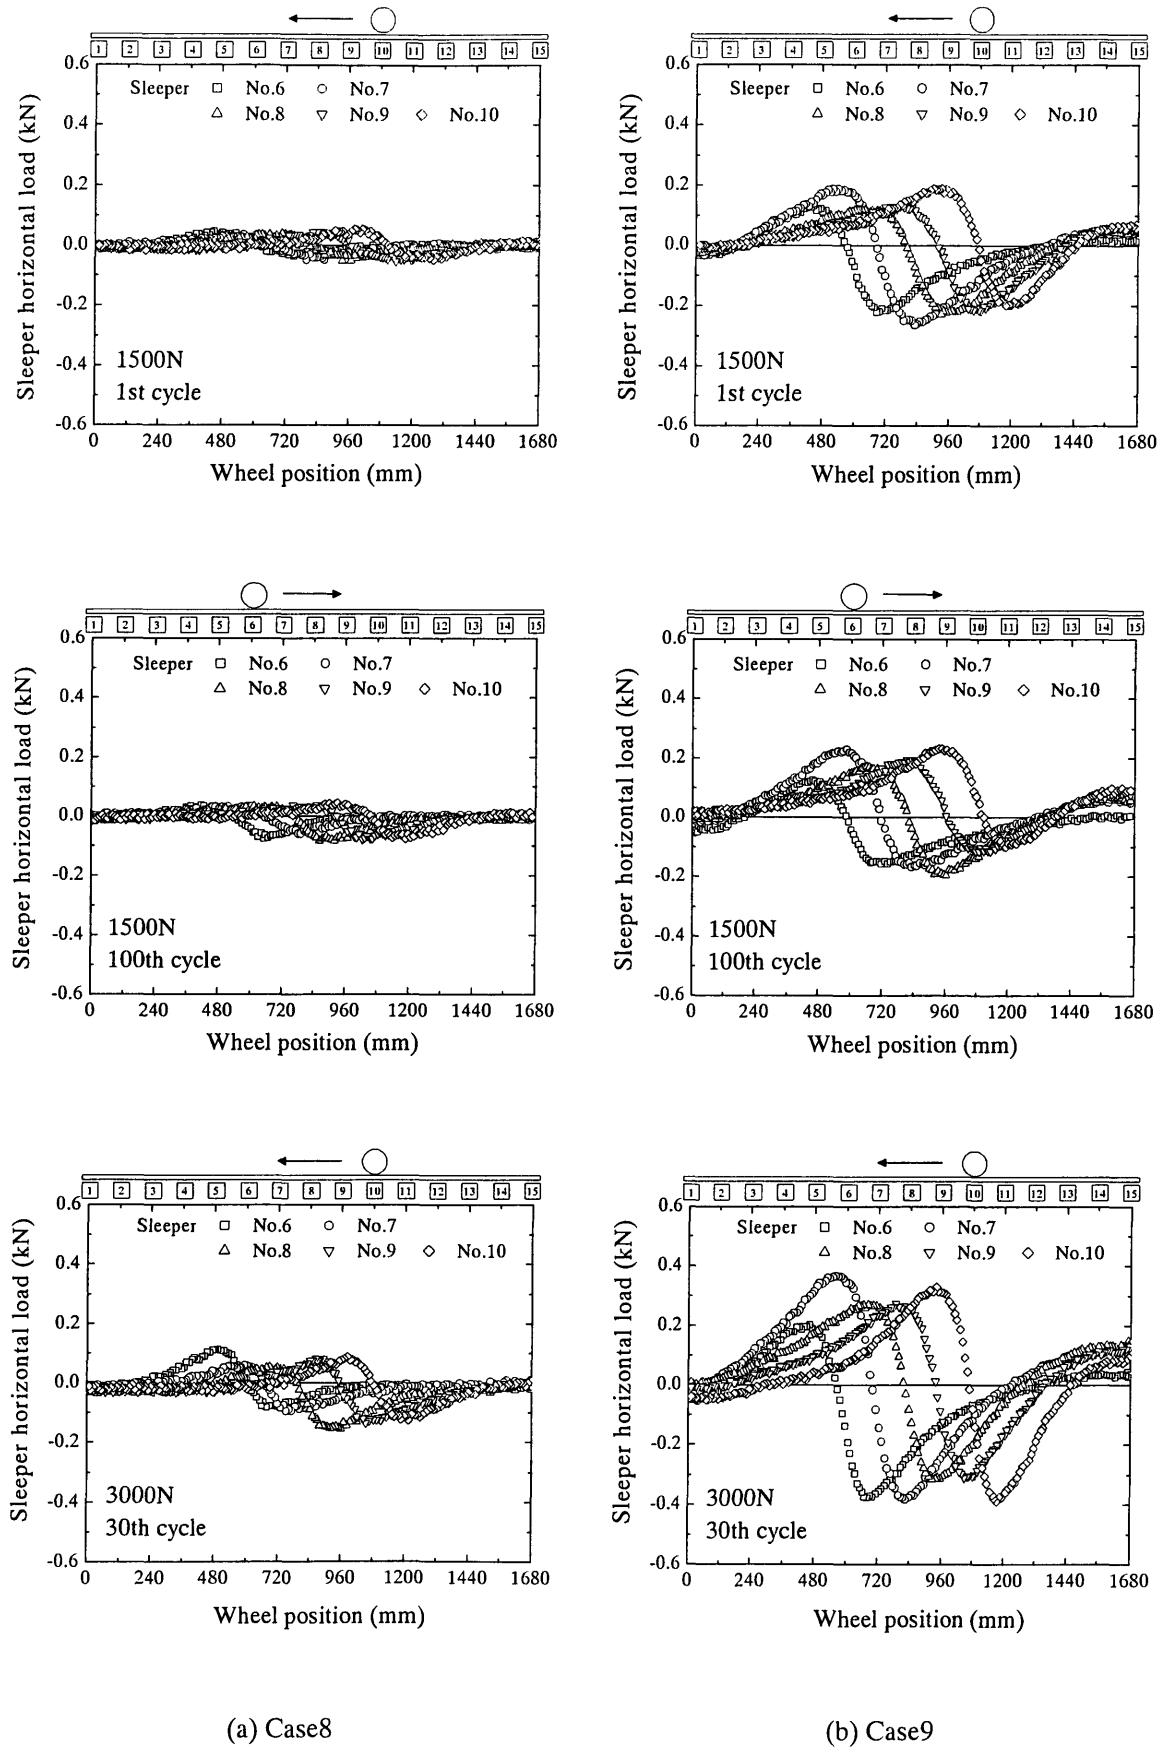 1 2 3 4 5 6 7 8 9 10 11 12 13 14 15
0.6
0.4
0.2
0.0
-0.2
-0.4
-0.6
Sleeper horizontal load (kN)
Sleeper No.6 No.7
No.8 No.9 No.10
1500N
1st cycle
0 240 480 720 960 1200 1440 1680
Wheel position (mm)
1 2 3 4 5 6 7 8 9 10 11 12 13 14 15
0.6
0.4
0.2
0.0
-0.2
-0.4
-0.6
Sleeper horizontal load (kN)
Sleeper No.6 No.7
No.8 No.9 No.10
1500N
1st cycle
0 240 480 720 960 1200 1440 1680
Wheel position (mm)
1 2 3 4 5 6 7 8 9 10 11 12 13 14 15
0.6
0.4
0.2
0.0
-0.2
-0.4
-0.6
Sleeper horizontal load (kN)
Sleeper No.6 No.7
No.8 No.9 No.10
1500N
100th cycle
0 240 480 720 960 1200 1440 1680
Wheel position (mm)
1 2 3 4 5 6 7 8 9 10 11 12 13 14 15
0.6
0.4
0.2
0.0
-0.2
-0.4
-0.6
Sleeper horizontal load (kN)
Sleeper No.6 No.7
No.8 No.9 No.10
1500N
100th cycle
0 240 480 720 960 1200 1440 1680
Wheel position (mm)
1 2 3 4 5 6 7 8 9 10 11 12 13 14 15
0.6
0.4
0.2
0.0
-0.2
-0.4
-0.6
Sleeper horizontal load (kN)
Sleeper No.6 No.7
No.8 No.9 No.10
3000N
30th cycle
0 240 480 720 960 1200 1440 1680
Wheel position (mm)
1 2 3 4 5 6 7 8 9 10 11 12 13 14 15
0.6
0.4
0.2
0.0
-0.2
-0.4
-0.6
Sleeper horizontal load (kN)
Sleeper No.6 No.7
No.8 No.9 No.10
3000N
30th cycle
0 240 480 720 960 1200 1440 1680
Wheel position (mm)
(a) Case8
(b) Case9